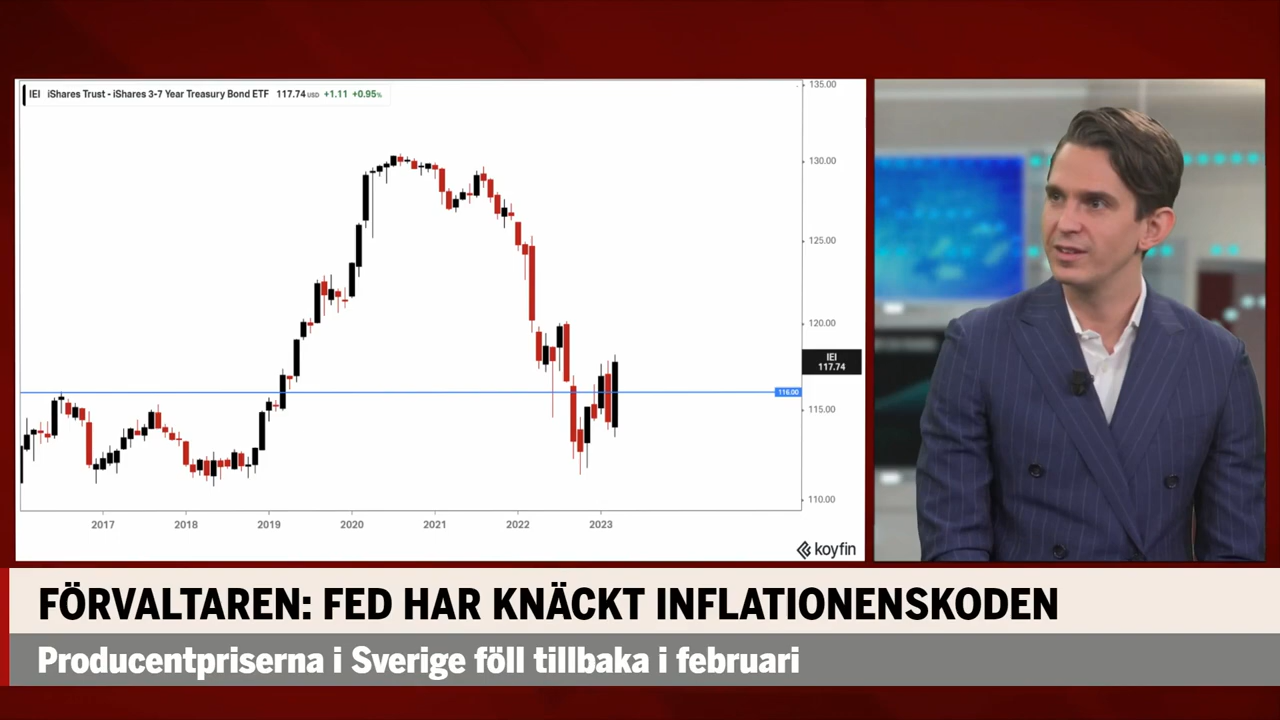 IEI iShares Trust - iShares 3-7 Year Treasury Bond ETF 117.74 USD +1.11 +0.95%
135.00
130.00
125.00
120.00
IEI
117.74
116.00
115.00
110.00
2017 2018 2019 2020 2021 2022 2023
koyfin
FÖRVALTAREN: FED HAR KNÄCKT INFLATIONENSKODEN
Producentpriserna i Sverige föll tillbaka i februari